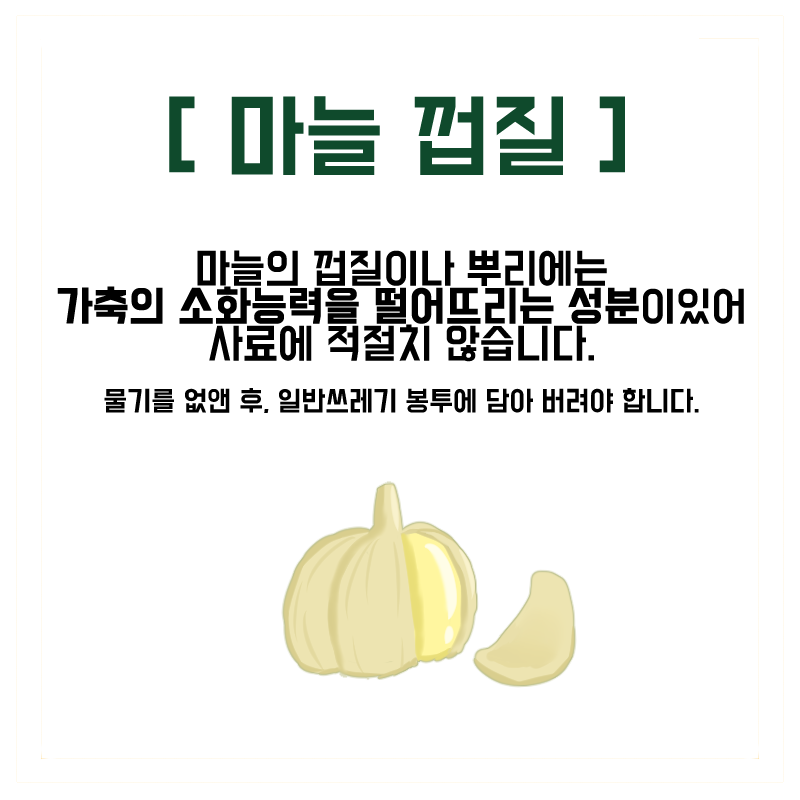 [ 마늘 껍질 ]
마늘의 껍질이나 뿌리에는
가축의 소화능력을 떨어뜨리는 성분이있어
사료에 적절치 않습니다.
물기를 없앤 후, 일반쓰레기 봉투에 담아 버려야 합니다.